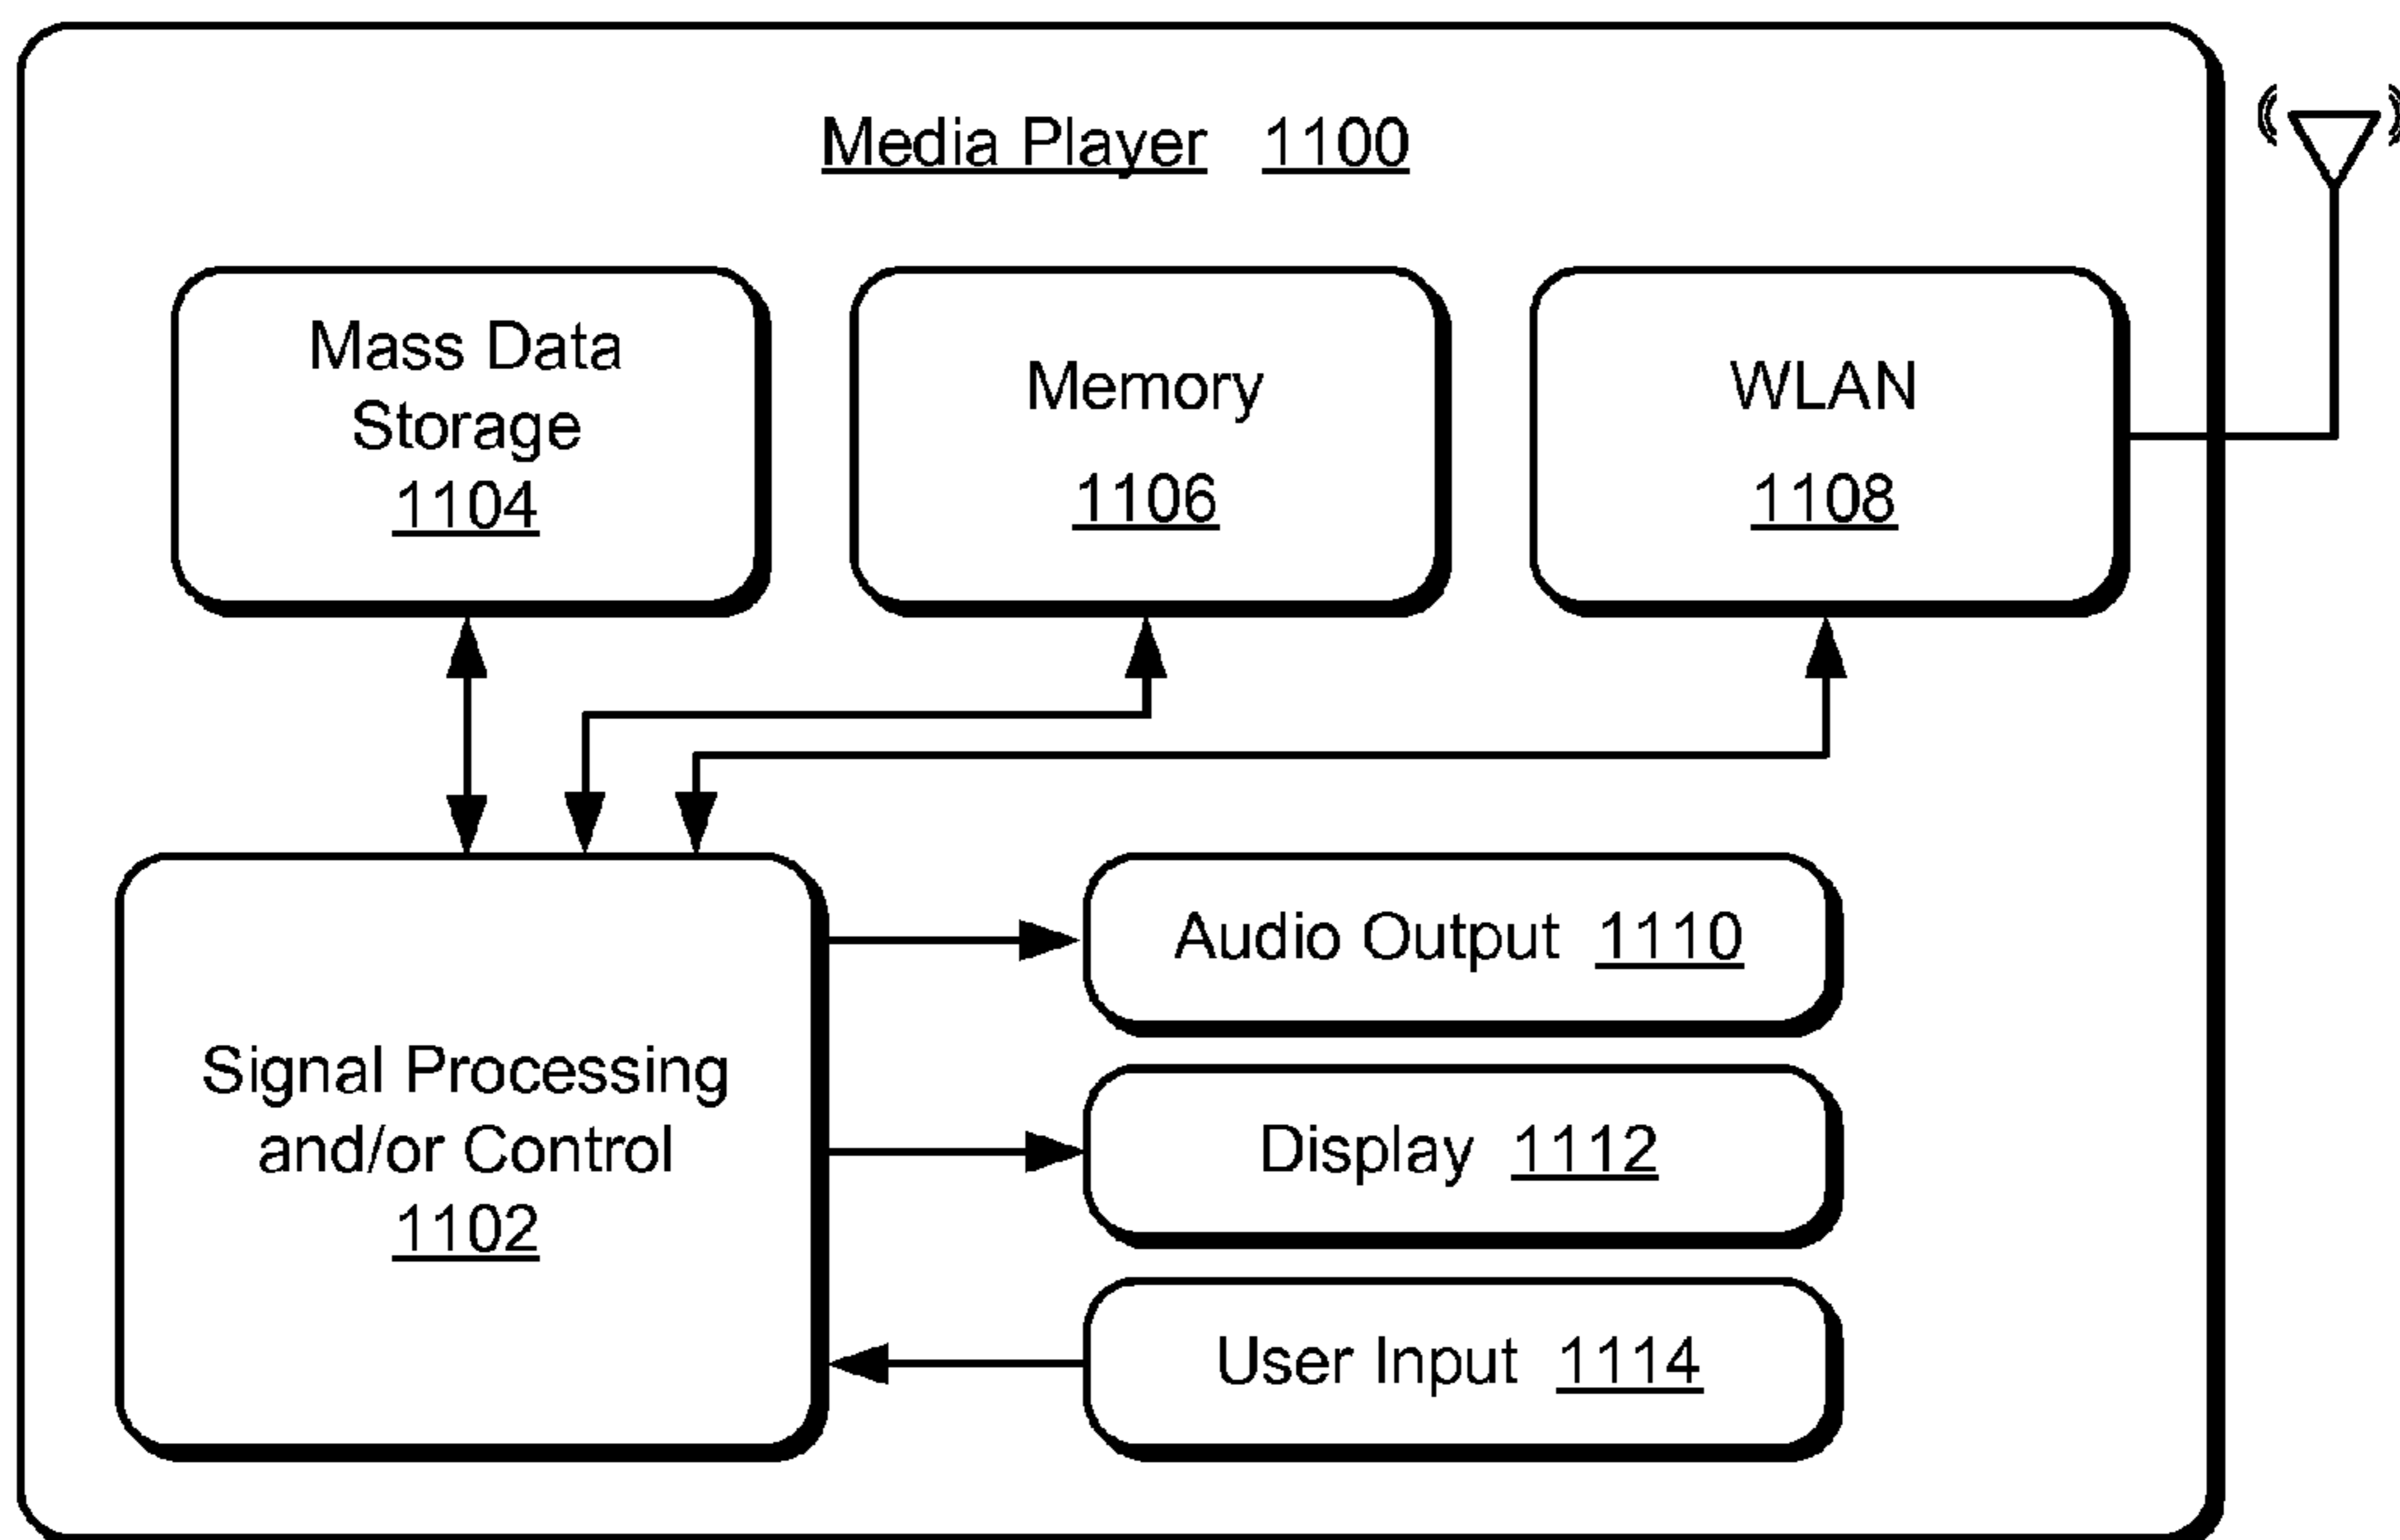 Media Player 1100
Mass Data
Storage
1104
Memory
1106
WLAN
1108
Signal Processing
and/or Control
1102
Audio Output 1110
Display 1112
User Input 1114